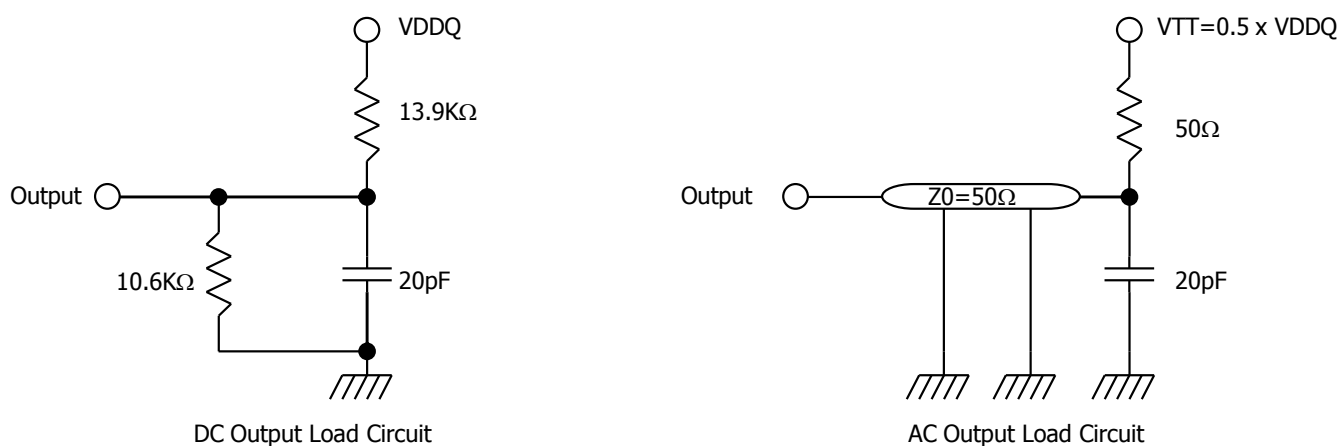 VDDQ
13.9KΩ
Output
10.6KΩ
20pF
DC Output Load Circuit
VTT=0.5 x VDDQ
50Ω
Output
Z0=50Ω
20pF
AC Output Load Circuit